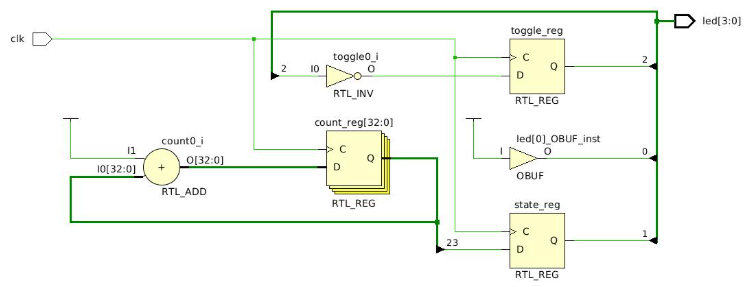 toggle_reg
led[3:0]
clk
toggle0_i
C
2
I0
O
D
Q
2
RTL_INV
RTL_REG
count_reg[32:0]
count0_i
C
led[0]_OBUF_inst
I1
O[32:0]
D
Q
I
O
0
I0[32:0]
+
OBUF
RTL_ADD
RTL_REG
state_reg
C
Q
1
23
D
RTL_REG